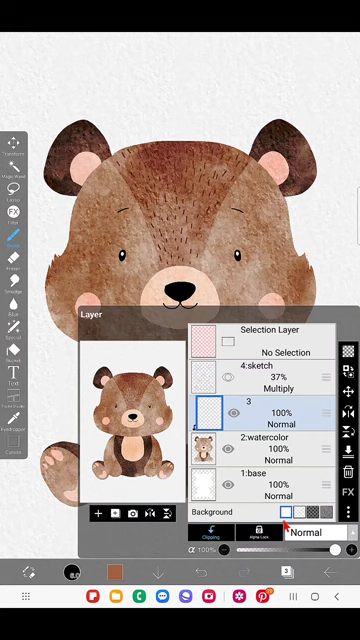 Layer
Selection Layer
No Selection
4:sketch
37%
Multiply
3
100%
Normal
2:watercolor
100%
Normal
1:base
100%
Normal
Background
Clipping
Alpha Lock
Normal
α 100%
Transform
Magic Wand
Lasso
FX
Filter
Eraser
Smudge
Blur
Special
Bucket
T
Text
Eyedropper
Canvas
FX
3